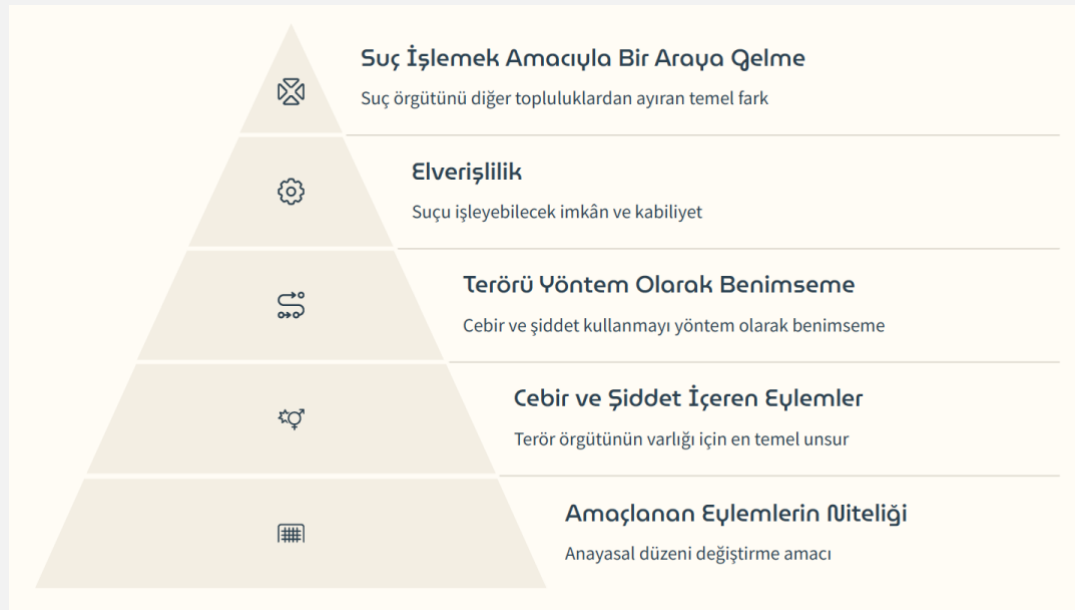 Suç İşlemek Amacıyla Bir Araya Gelme
Suç örgütünü diğer topluluklardan ayıran temel fark
Elverişlilik
Suçu işleyebilecek imkân ve kabiliyet
Terörü Yöntem Olarak Benimseme
Cebir ve şiddet kullanmayı yöntem olarak benimseme
Cebir ve Şiddet İçeren Eylemler
Terör örgütünün varlığı için en temel unsur
Amaçlanan Eylemlerin Niteliği
Anayasal düzeni değiştirme amacı